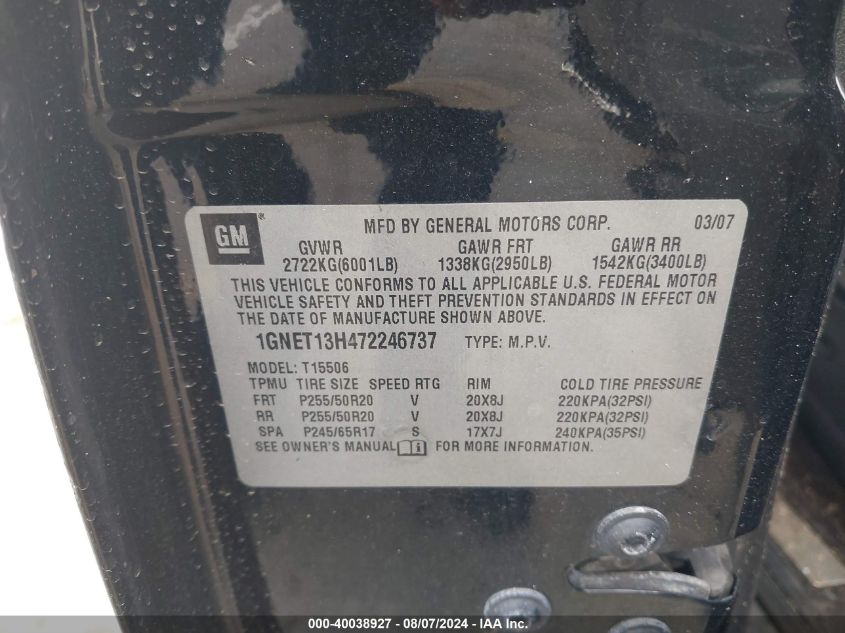 GM ® MFD BY GENERAL MOTORS CORP. 03/07
GVWR GAWR FRT GAWR RR
2722KG(6001LB) 1338KG(2950LB) 1542KG(3400LB)
THIS VEHICLE CONFORMS TO ALL APPLICABLE U.S. FEDERAL MOTOR
VEHICLE SAFETY AND THEFT PREVENTION STANDARDS IN EFFECT ON
THE DATE OF MANUFACTURE SHOWN ABOVE.
1GNET13H472246737 TYPE: M.P.V.
MODEL: T15506
TPMU TIRE SIZE SPEED RTG RIM COLD TIRE PRESSURE
FRT P255/50R20 V 20X8J 220KPA(32PSI)
RR P255/50R20 V 20X8J 220KPA(32PSI)
SPA P245/65R17 S 17X7J 240KPA(35PSI)
SEE OWNER'S MANUAL FOR MORE INFORMATION.
000-40038927 - 08/07/2024 - IAA Inc.